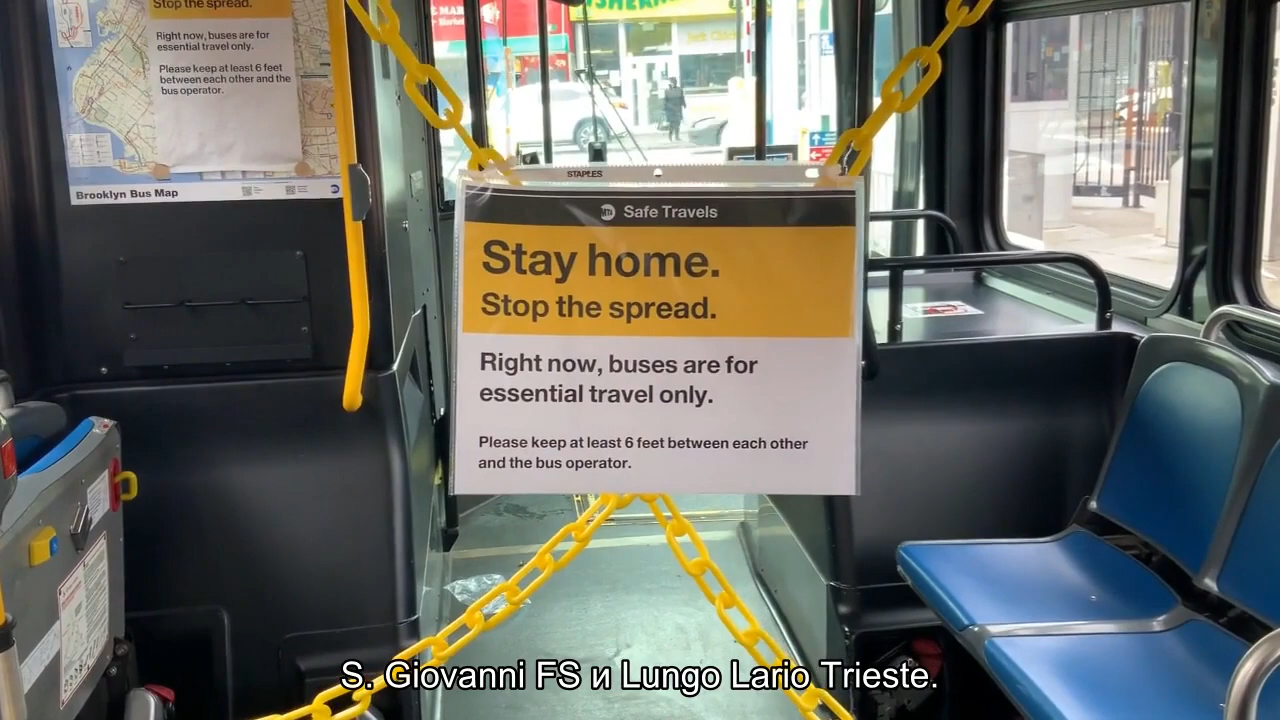 Stop the spread.
Right now, buses are for
essential travel only.
Please keep at least 6 feet
between each other and the
bus operator.
Brooklyn Bus Map
STAPLES
MTA Safe Travels
Stay home.
Stop the spread.
Right now, buses are for
essential travel only.
Please keep at least 6 feet between each other
and the bus operator.
S. Giovanni FS и Lungo Lario Trieste.